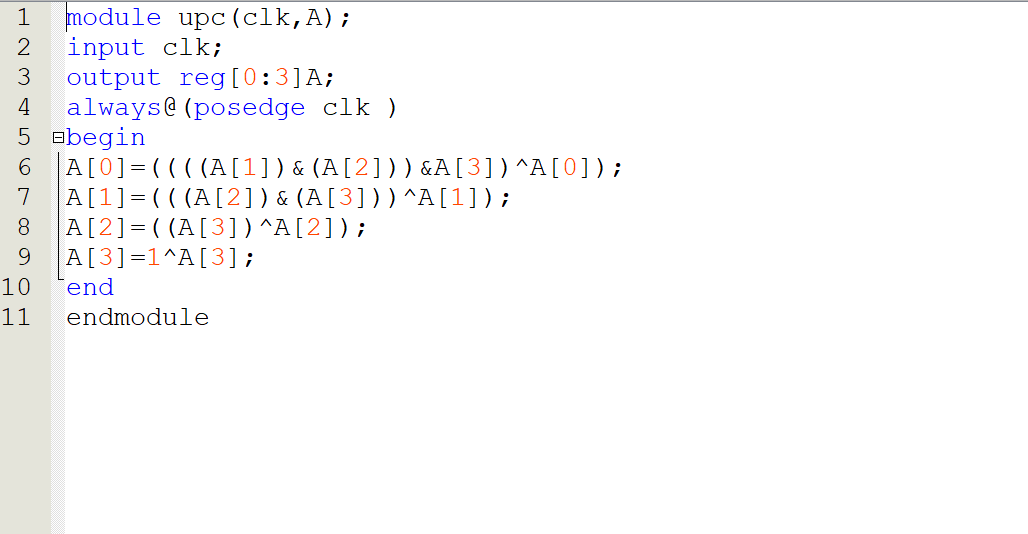 1 module upc(clk,A);
2 input clk;
3 output reg[0:3]A;
4 always@(posedge clk )
5 begin
6 A[0]=((((A[1])&(A[2]))&A[3])^A[0]);
7 A[1]=(((A[2])&(A[3]))^A[1]);
8 A[2]=((A[3])^A[2]);
9 A[3]=1^A[3];
10 end
11 endmodule